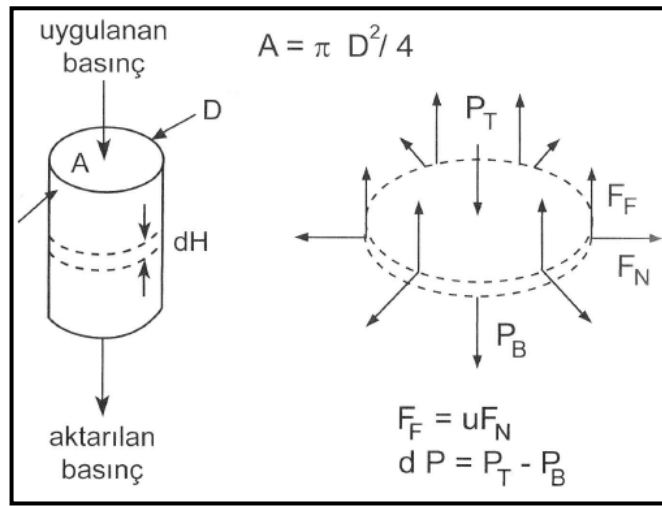 uygulanan
basınç
A = π D²/ 4
D
A
dH
aktarılan
basınç
P_T
F_F
F_N
P_B
F_F = uF_N
d P = P_T - P_B